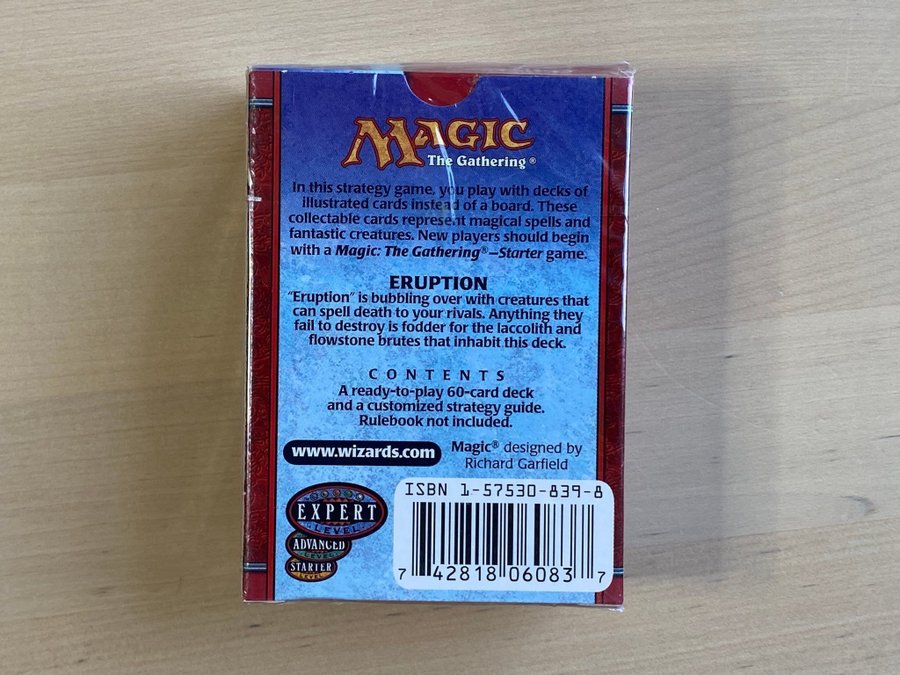 MAGIC
The Gathering®
In this strategy game, you play with decks of
illustrated cards instead of a board. These
collectable cards represent magical spells and
fantastic creatures. New players should begin
with a Magic: The Gathering®—Starter game.
ERUPTION
"Eruption" is bubbling over with creatures that
can spell death to your rivals. Anything they
fail to destroy is fodder for the laccolith and
flowstone brutes that inhabit this deck.
CONTENTS
A ready-to-play 60-card deck
and a customized strategy guide.
Rulebook not included.
www.wizards.com
Magic® designed by
Richard Garfield
EXPERT
LEVEL
ADVANCED
LEVEL
STARTER
LEVEL
ISBN 1-57530-839-8
7 42818 06083 7